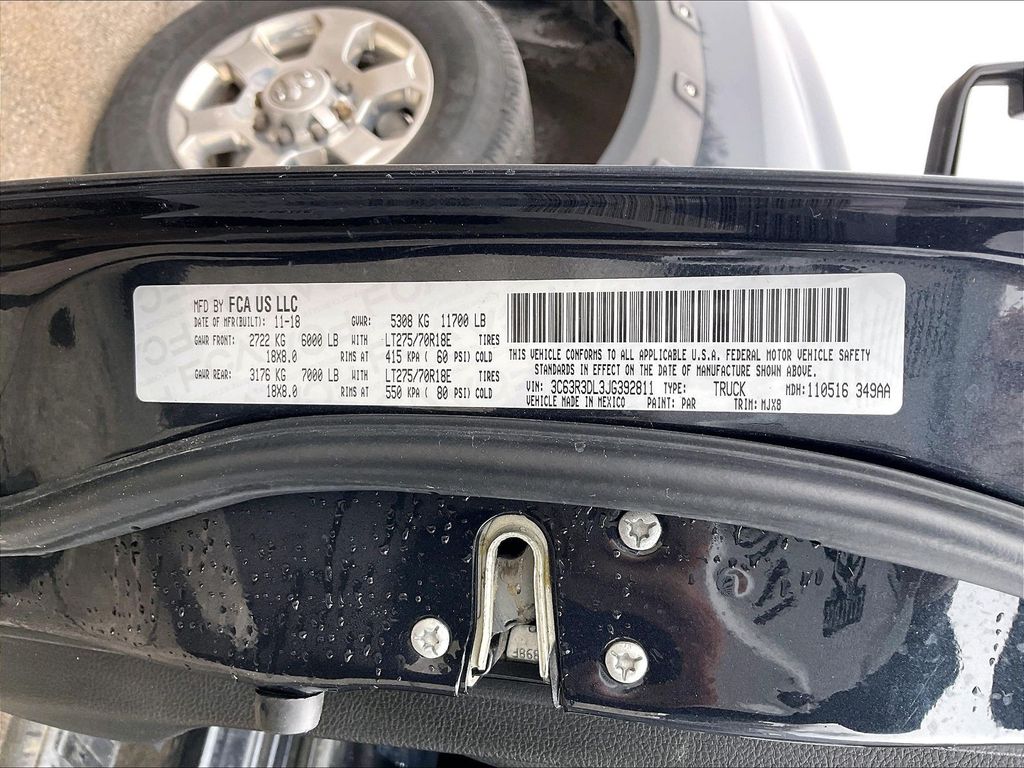 MFD BY FCA US LLC
DATE OF MFR(BUILT): 11-18 GVWR: 5308 KG 11700 LB
GAWR FRONT: 2722 KG 6000 LB WITH LT275/70R18E TIRES
18X8.0 RIMS AT 415 KPA ( 60 PSI) COLD
GAWR REAR: 3176 KG 7000 LB WITH LT275/70R18E TIRES
18X8.0 RIMS AT 550 KPA ( 80 PSI) COLD
THIS VEHICLE CONFORMS TO ALL APPLICABLE U.S.A. FEDERAL MOTOR VEHICLE SAFETY
STANDARDS IN EFFECT ON THE DATE OF MANUFACTURE SHOWN ABOVE.
VIN: 3C63R3DL3JG392811 TYPE: TRUCK MDH: 110516 349AA
VEHICLE MADE IN MEXICO PAINT: PAR TRIM: MJX8